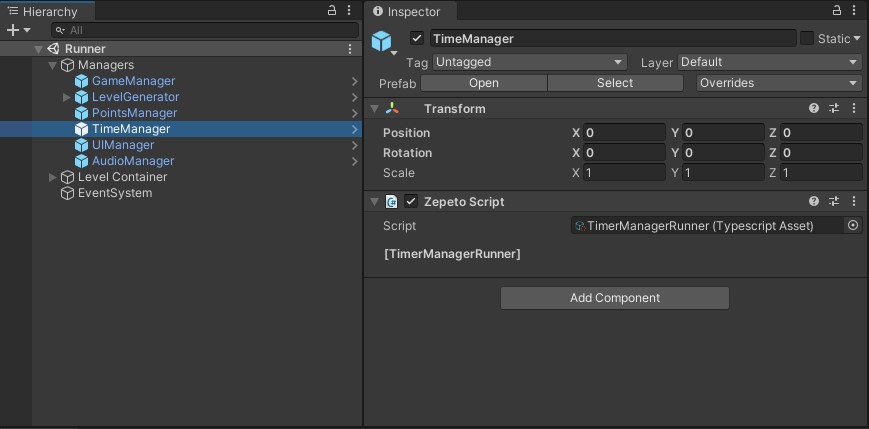 Hierarchy
All
Runner
Managers
GameManager
LevelGenerator
PointsManager
TimeManager
UIManager
AudioManager
Level Container
EventSystem
Inspector
TimeManager Static
Tag Untagged Layer Default
Prefab Open Select Overrides
Transform
Position X 0 Y 0 Z 0
Rotation X 0 Y 0 Z 0
Scale X 1 Y 1 Z 1
Zepeto Script
Script TimerManagerRunner (Typescript Asset)
[TimerManagerRunner]
Add Component